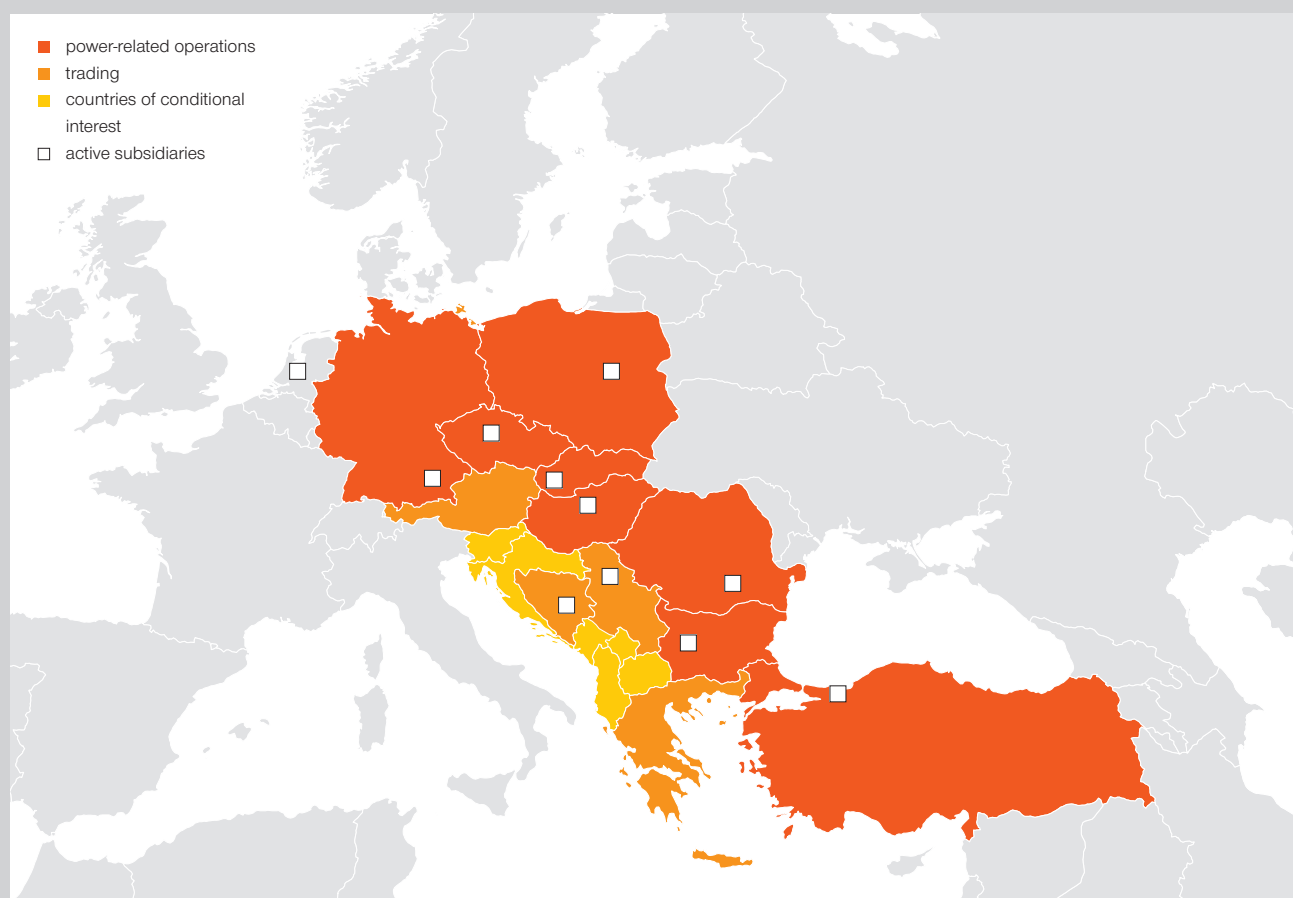 power-related operations
trading
countries of conditional
interest
active subsidiaries